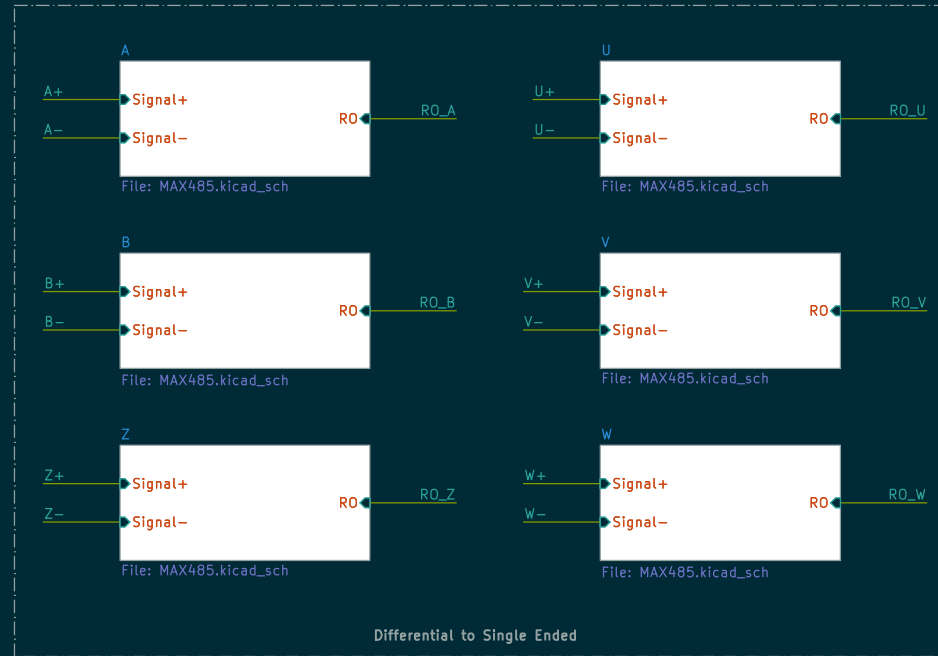 A
A+
Signal+
RO
RO_A
A-
Signal-
File: MAX485.kicad_sch
U
U+
Signal+
RO
RO_U
U-
Signal-
File: MAX485.kicad_sch
B
B+
Signal+
RO
RO_B
B-
Signal-
File: MAX485.kicad_sch
V
V+
Signal+
RO
RO_V
V-
Signal-
File: MAX485.kicad_sch
Z
Z+
Signal+
RO
RO_Z
Z-
Signal-
File: MAX485.kicad_sch
W
W+
Signal+
RO
RO_W
W-
Signal-
File: MAX485.kicad_sch
Differential to Single Ended